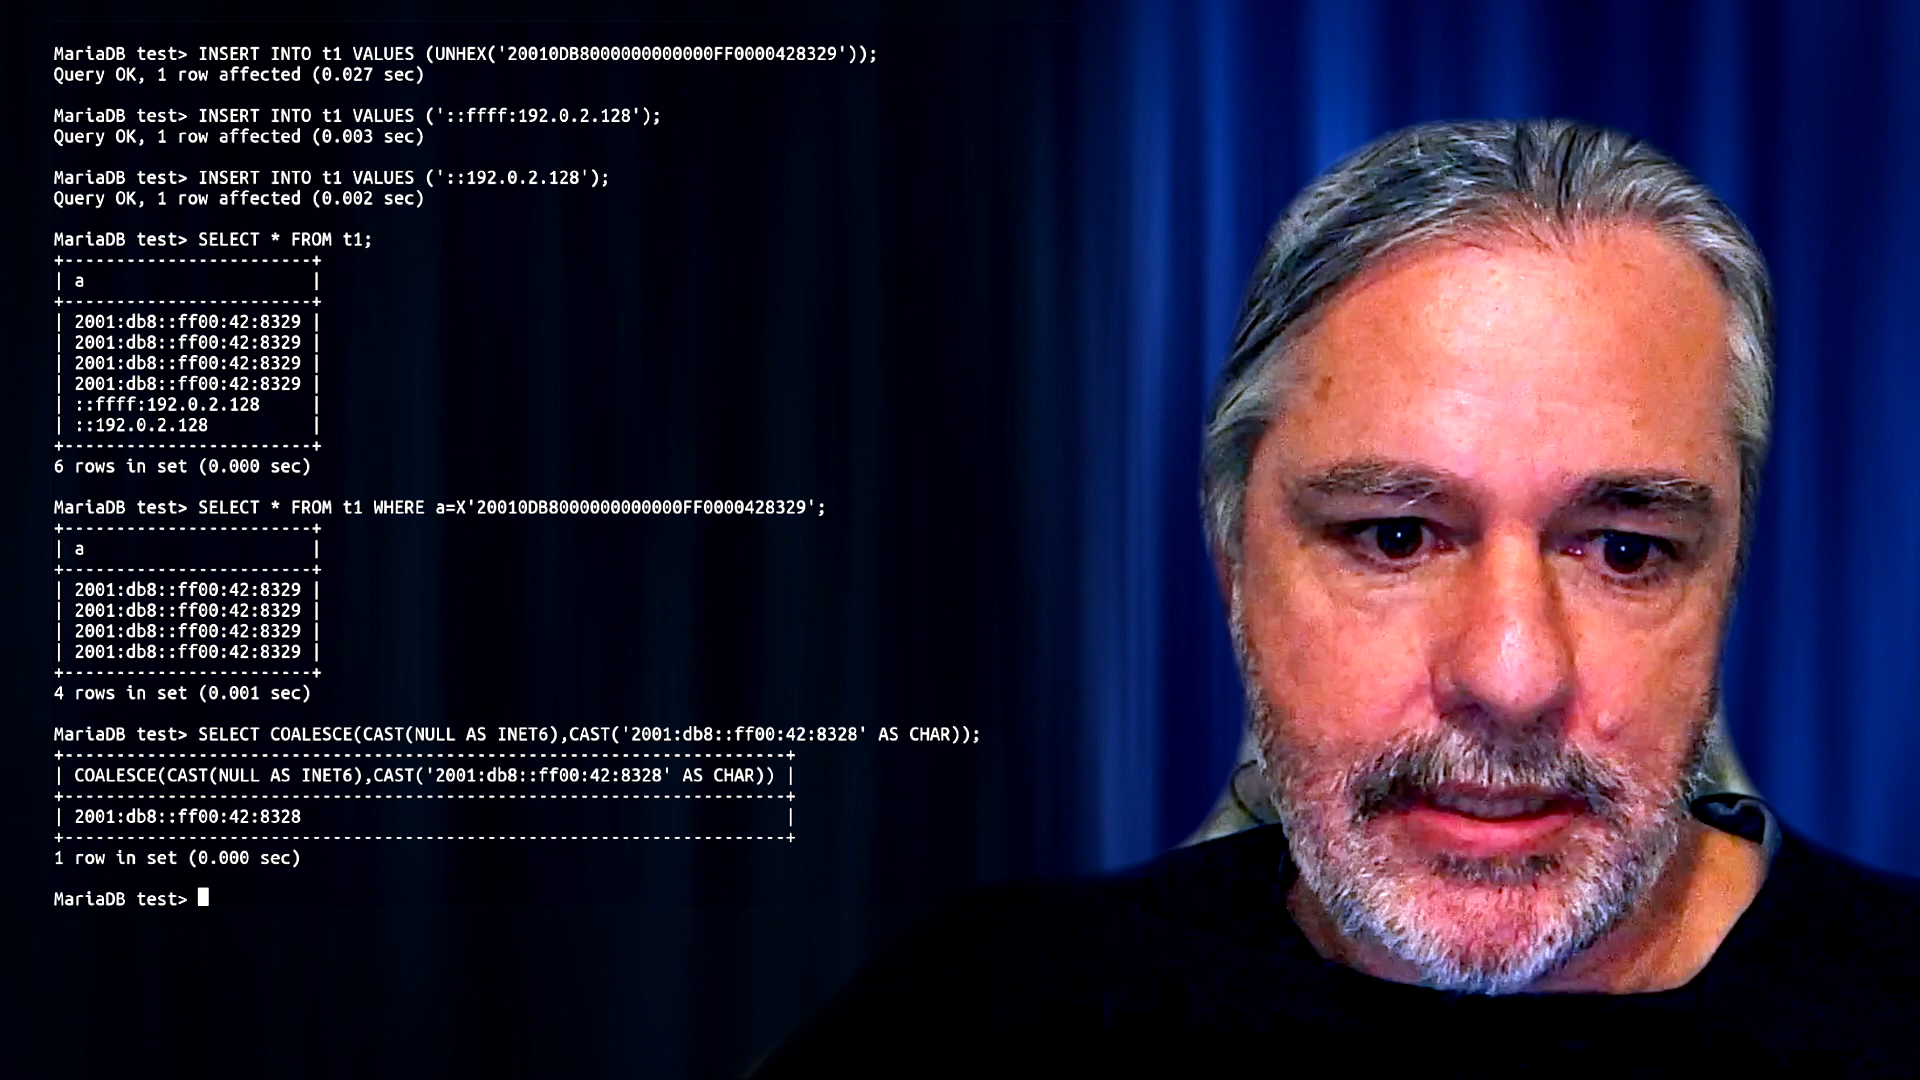 MariaDB test> INSERT INTO t1 VALUES (UNHEX('20010DB8000000000000FF0000428329'));
Query OK, 1 row affected (0.027 sec)
MariaDB test> INSERT INTO t1 VALUES ('::ffff:192.0.2.128');
Query OK, 1 row affected (0.003 sec)
MariaDB test> INSERT INTO t1 VALUES ('::192.0.2.128');
Query OK, 1 row affected (0.002 sec)
MariaDB test> SELECT * FROM t1;
+------------------------+
| a                      |
+------------------------+
| 2001:db8::ff00:42:8329 |
| 2001:db8::ff00:42:8329 |
| 2001:db8::ff00:42:8329 |
| 2001:db8::ff00:42:8329 |
| ::ffff:192.0.2.128     |
| ::192.0.2.128          |
+------------------------+
6 rows in set (0.000 sec)
MariaDB test> SELECT * FROM t1 WHERE a=X'20010DB8000000000000FF0000428329';
+------------------------+
| a                      |
+------------------------+
| 2001:db8::ff00:42:8329 |
| 2001:db8::ff00:42:8329 |
| 2001:db8::ff00:42:8329 |
| 2001:db8::ff00:42:8329 |
+------------------------+
4 rows in set (0.001 sec)
MariaDB test> SELECT COALESCE(CAST(NULL AS INET6),CAST('2001:db8::ff00:42:8328' AS CHAR));
+----------------------------------------------------------------------+
| COALESCE(CAST(NULL AS INET6),CAST('2001:db8::ff00:42:8328' AS CHAR)) |
+----------------------------------------------------------------------+
| 2001:db8::ff00:42:8328                                               |
+----------------------------------------------------------------------+
1 row in set (0.000 sec)
MariaDB test>